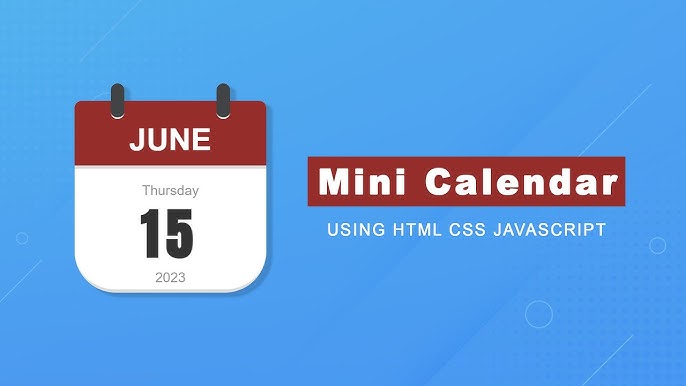 JUNE
Thursday
15
2023
Mini Calendar
USING HTML CSS JAVASCRIPT